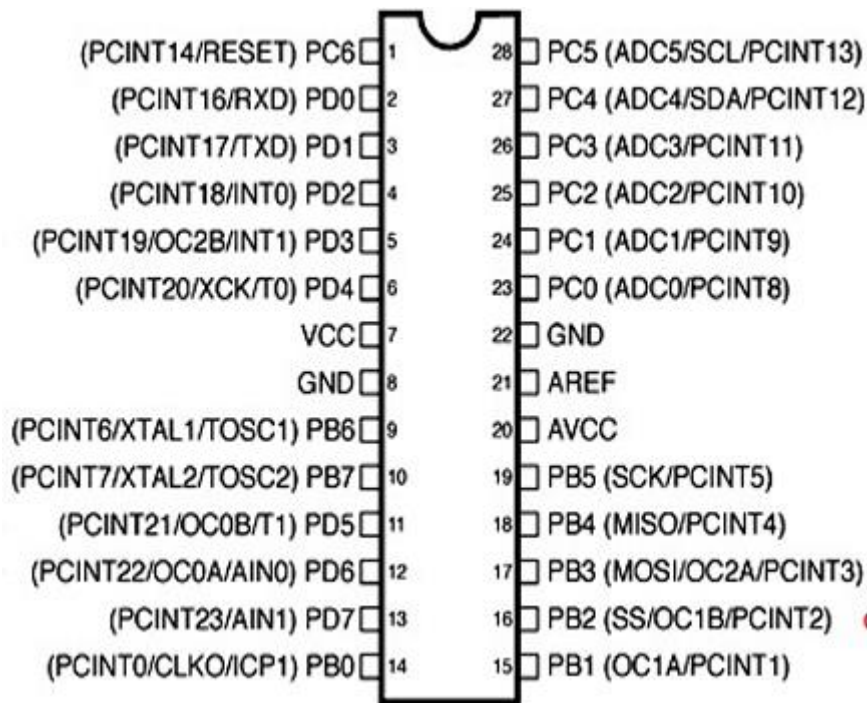 (PCINT14/RESET) PC6 1 28 PC5 (ADC5/SCL/PCINT13)
(PCINT16/RXD) PD0 2 27 PC4 (ADC4/SDA/PCINT12)
(PCINT17/TXD) PD1 3 26 PC3 (ADC3/PCINT11)
(PCINT18/INT0) PD2 4 25 PC2 (ADC2/PCINT10)
(PCINT19/OC2B/INT1) PD3 5 24 PC1 (ADC1/PCINT9)
(PCINT20/XCK/T0) PD4 6 23 PC0 (ADC0/PCINT8)
VCC 7 22 GND
GND 8 21 AREF
(PCINT6/XTAL1/TOSC1) PB6 9 20 AVCC
(PCINT7/XTAL2/TOSC2) PB7 10 19 PB5 (SCK/PCINT5)
(PCINT21/OC0B/T1) PD5 11 18 PB4 (MISO/PCINT4)
(PCINT22/OC0A/AIN0) PD6 12 17 PB3 (MOSI/OC2A/PCINT3)
(PCINT23/AIN1) PD7 13 16 PB2 (SS/OC1B/PCINT2)
(PCINT0/CLKO/ICP1) PB0 14 15 PB1 (OC1A/PCINT1)